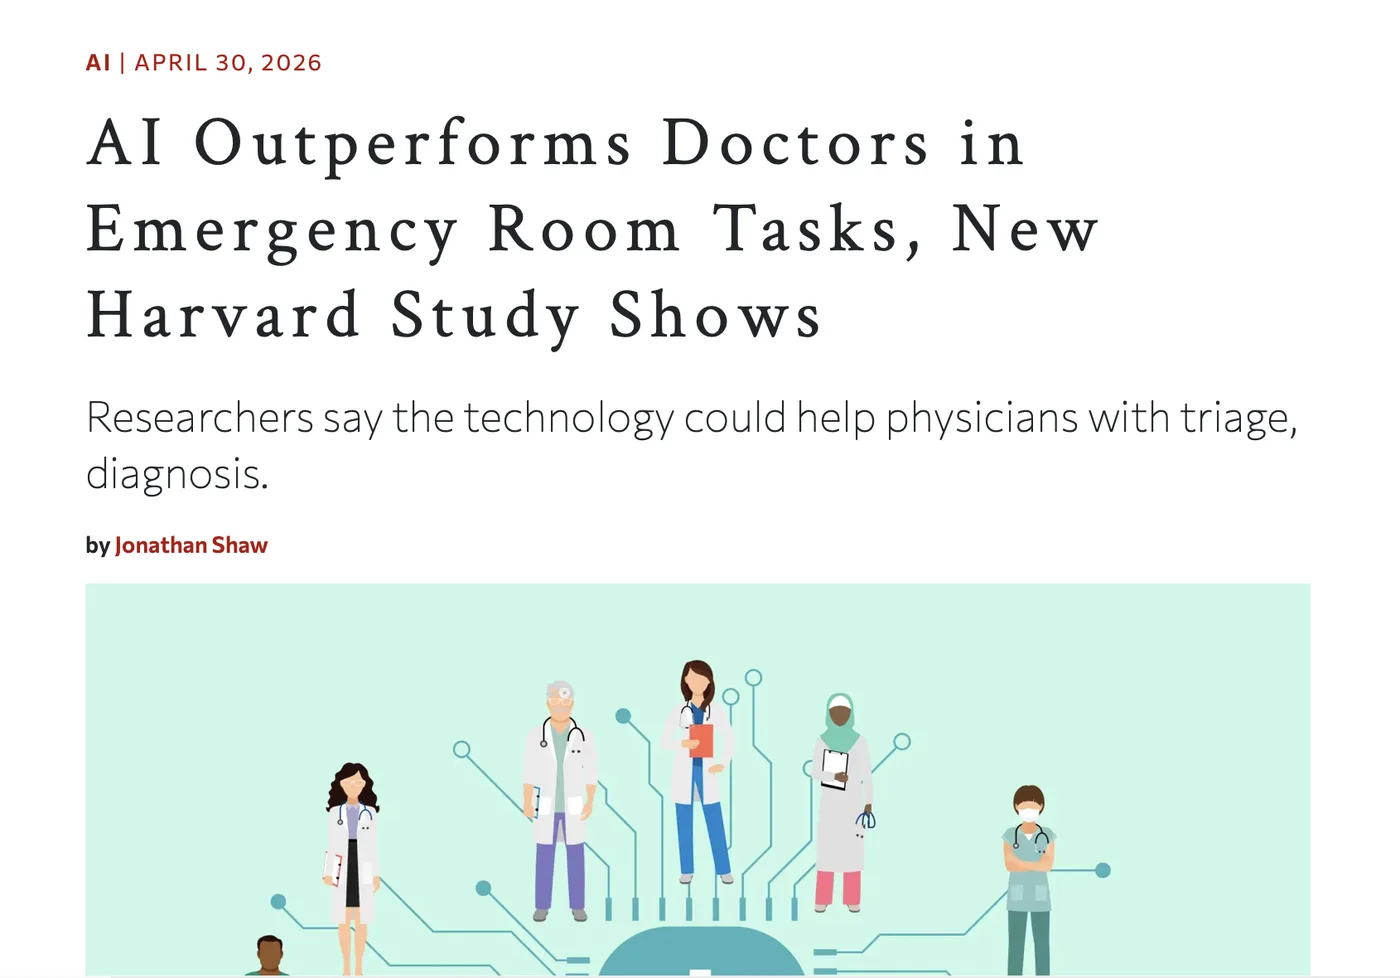 AI | APRIL 30, 2026
AI Outperforms Doctors in
Emergency Room Tasks, New
Harvard Study Shows
Researchers say the technology could help physicians with triage,
diagnosis.
by Jonathan Shaw